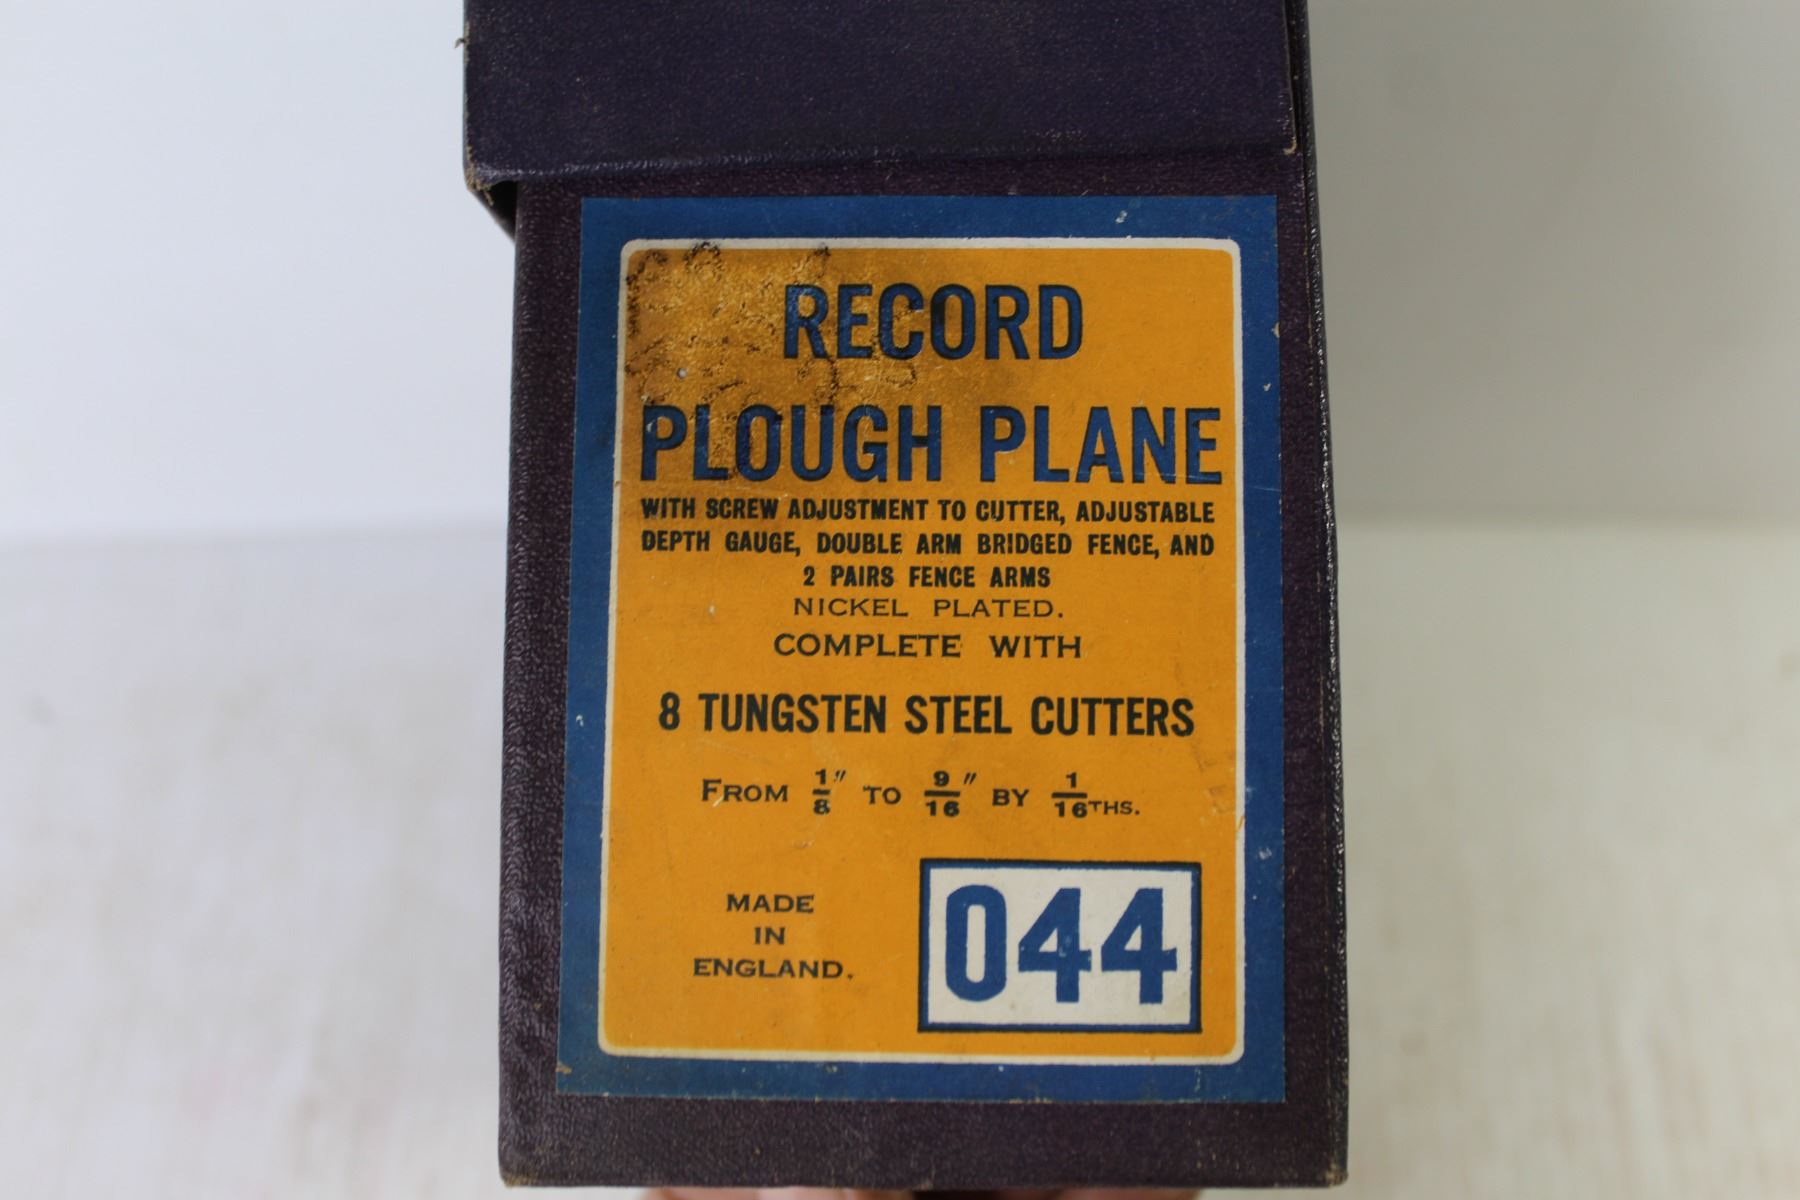 RECORD
PLOUGH PLANE
WITH SCREW ADJUSTMENT TO CUTTER, ADJUSTABLE
DEPTH GAUGE, DOUBLE ARM BRIDGED FENCE, AND
2 PAIRS FENCE ARMS
NICKEL PLATED.
COMPLETE WITH
8 TUNGSTEN STEEL CUTTERS
FROM 1/8" TO 9/16" BY 1/16THS.
MADE
IN
ENGLAND.
044